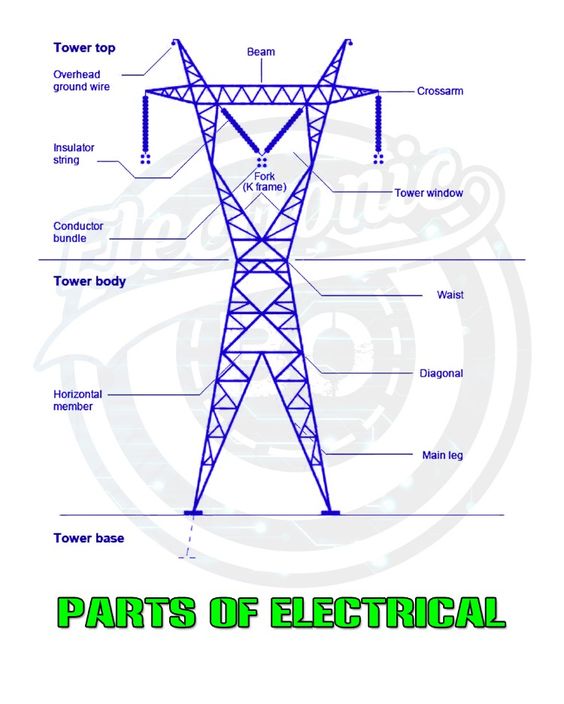 Tower top
Beam
Overhead
ground wire
Crossarm
Insulator
string
Fork
(K frame)
Tower window
Conductor
bundle
Tower body
Waist
Diagonal
Horizontal
member
Main leg
Tower base
PARTS OF ELECTRICAL
Electronic